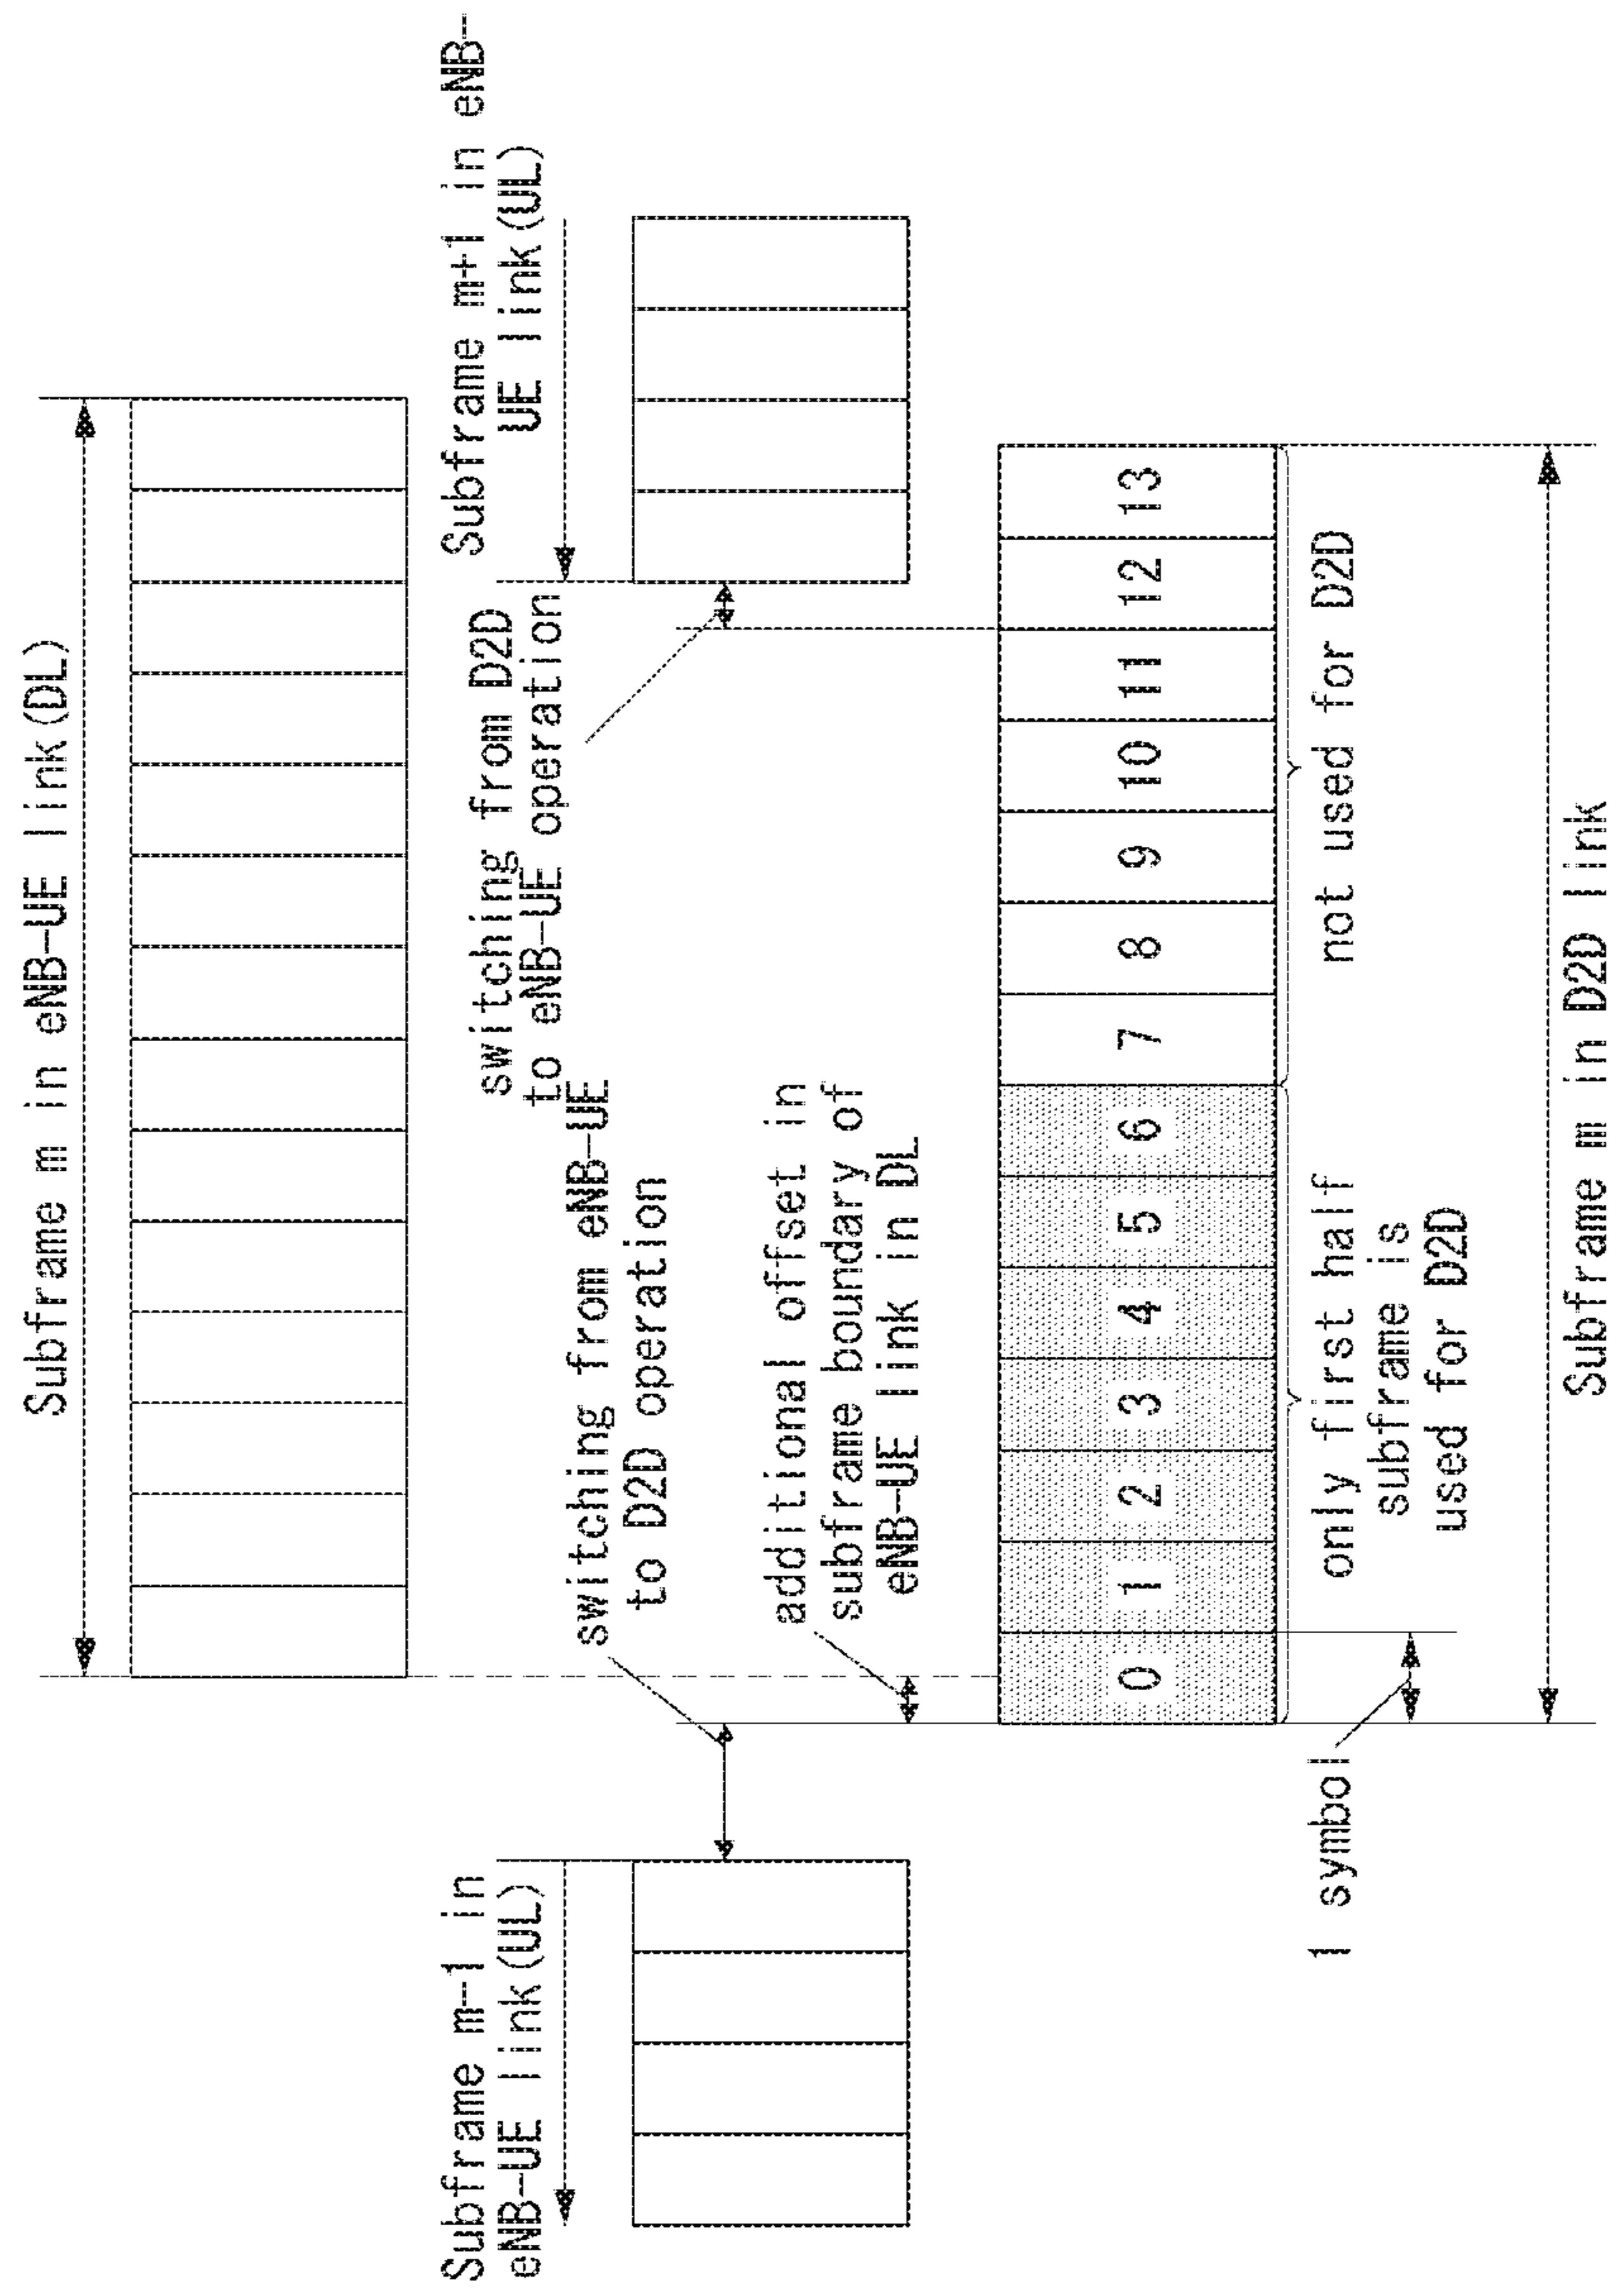 Subframe m in eNB-UE link(DL)
Subframe m-1 in
eNB-UE link(UL)
Subframe m+1 in eNB-
UE link(UL)
switching from D2D
to eNB-UE operation
switching from eNB-UE
to D2D operation
additional offset in
subframe boundary of
eNB-UE link in DL
0 1 2 3 4 5 6 7 8 9 10 11 12 13
1 symbol
only first half
subframe is
used for D2D
not used for D2D
Subframe m in D2D link